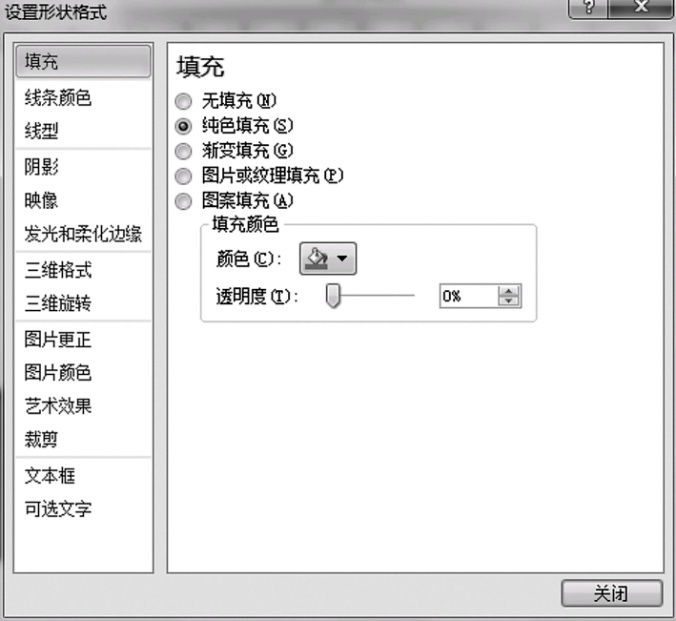 设置形状格式
填充
线条颜色
线型
阴影
映像
发光和柔化边缘
三维格式
三维旋转
图片更正
图片颜色
艺术效果
裁剪
文本框
可选文字
填充
无填充(N)
纯色填充(S)
渐变填充(G)
图片或纹理填充(P)
图案填充(A)
填充颜色
颜色(C):
透明度(T): 0%
关闭